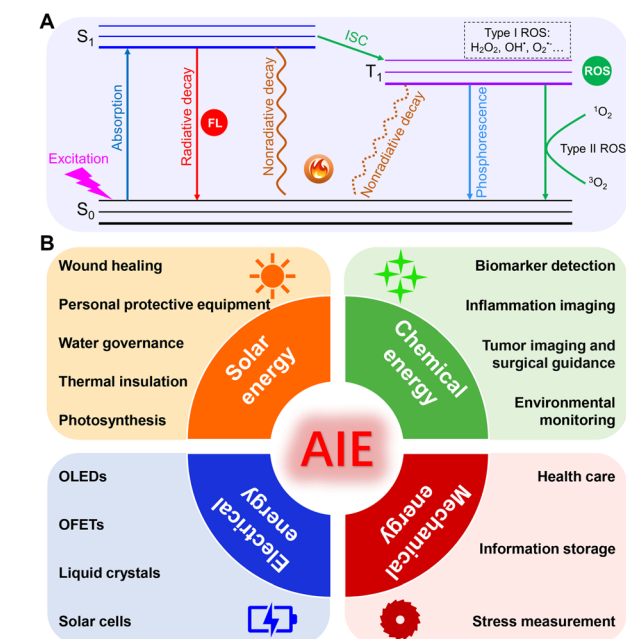 A
S1
ISC
Type I ROS:
H2O2, OH•, O2•-...
T1
ROS
Absorption
Radiative decay
FL
Nonradiative decay
Nonradiative decay
Phosphorescence
1O2
Type II ROS
3O2
Excitation
S0
B
Wound healing
Personal protective equipment
Water governance
Thermal insulation
Photosynthesis
Solar
energy
Biomarker detection
Inflammation imaging
Tumor imaging and
surgical guidance
Environmental
monitoring
Chemical
energy
AIE
OLEDs
OFETs
Liquid crystals
Solar cells
Electrical
energy
Health care
Information storage
Stress measurement
Mechanical
energy